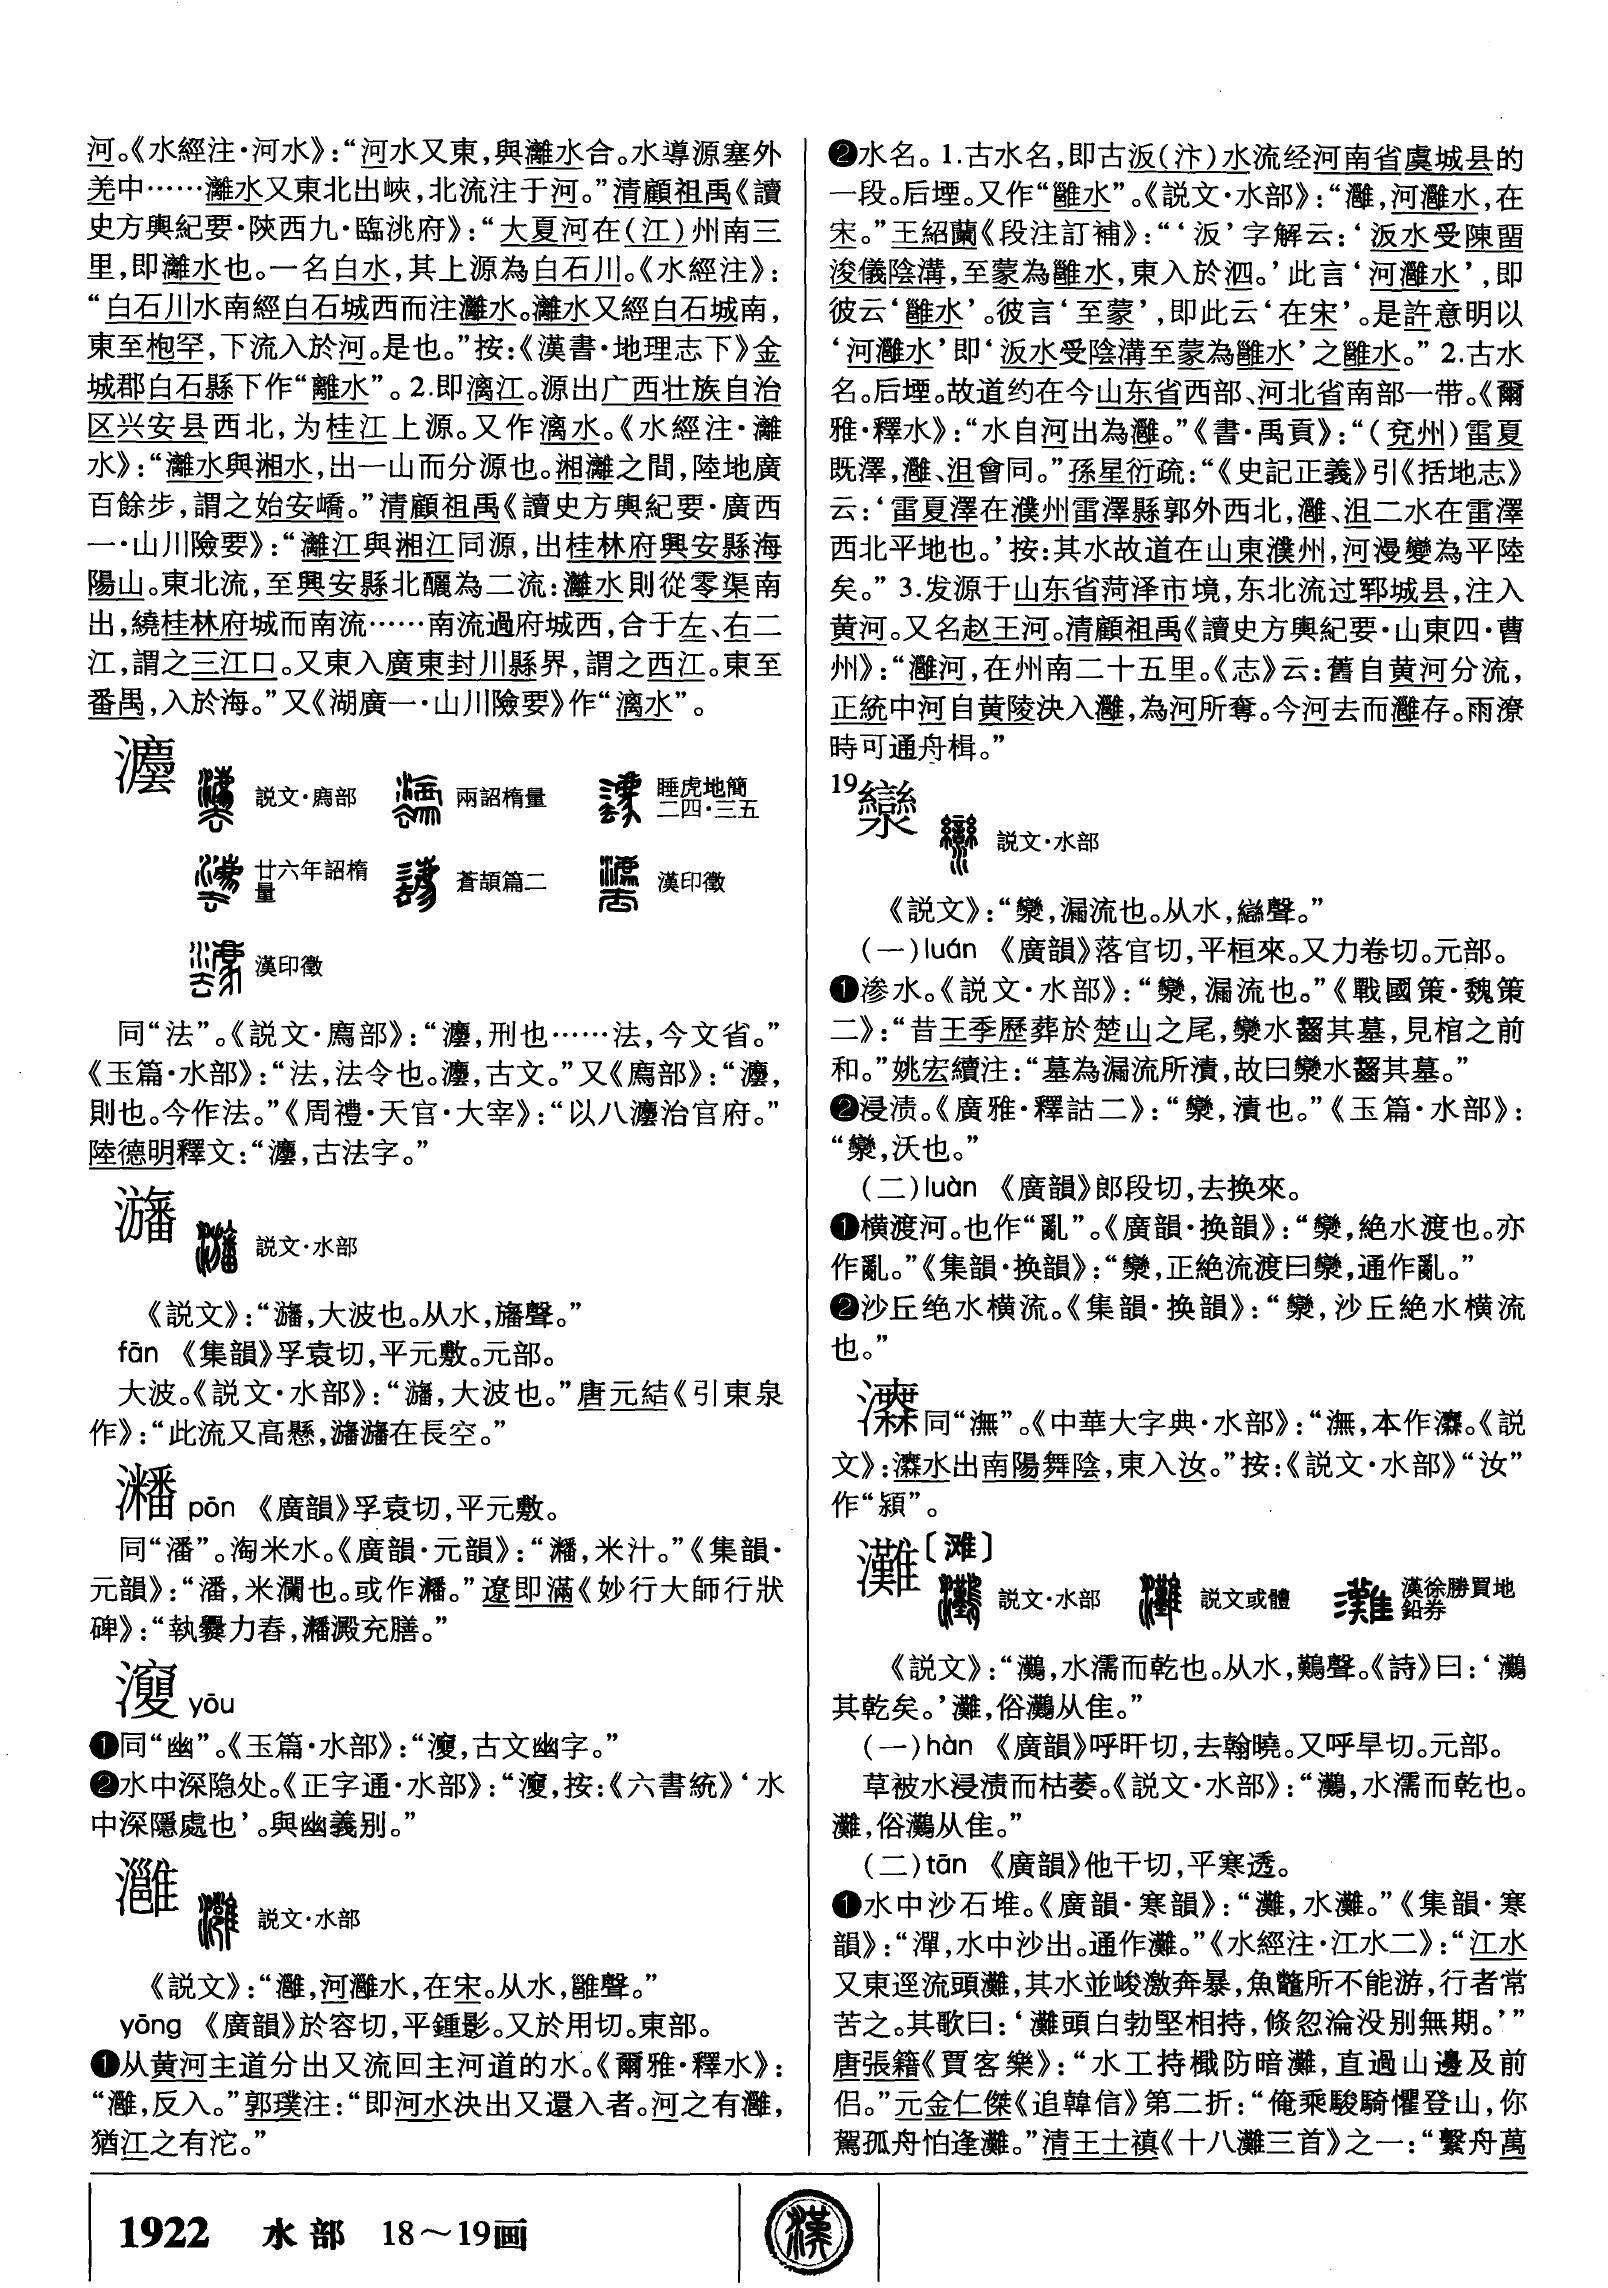 河。《水經注·河水》：“河水又東，與灕水合。水導源塞外
羌中……灕水又東北出峽，北流注于河。”清顧祖禹《讀
史方輿紀要·陝西九·臨洮府》：“大夏河在(江)州南三
里，即灕水也。一名白水，其上源為白石川。《水經注》：
“白石川水南經白石城西而注灕水。灕水又經白石城南，
東至枹罕，下流入於河。是也。”按：《漢書·地理志下》金
城郡白石縣下作“離水”。2.即漓江。源出广西壮族自治
区兴安县西北，为桂江上源。又作漓水。《水經注·灕
水》：“灕水與湘水，出一山而分源也。湘灕之間，陸地廣
百餘步，謂之始安嶠。”清顧祖禹《讀史方輿紀要·廣西
一·山川險要》：“灕江與湘江同源，出桂林府興安縣海
陽山。東北流，至興安縣北釃為二流：灕水則從零渠南
出，繞桂林府城而南流……南流過府城西，合于左、右二
江，謂之三江口。又東入廣東封川縣界，謂之西江。東至
番禺，入於海。”又《湖廣一·山川險要》作“漓水”。
灋 説文·廌部 兩詔橢量 睡虎地簡二四·三五
廿六年詔橢量 蒼頡篇二 漢印徵
漢印徵
同“法”。《説文·廌部》：“灋，刑也……法，今文省。”
《玉篇·水部》：“法，法令也。灋，古文。”又《廌部》：“灋，
則也。今作法。”《周禮·天官·大宰》：“以八灋治官府。”
陸德明釋文：“灋，古法字。”
㶗 説文·水部
《説文》：“㶗，大波也。从水，旛聲。”
fān 《集韻》孚袁切，平元敷。元部。
大波。《説文·水部》：“㶗，大波也。”唐元結《引東泉
作》：“此流又高懸，㶗㶗在長空。”
pān 《廣韻》孚袁切，平元敷。
同“潘”。淘米水。《廣韻·元韻》：“，米汁。”《集韻·
元韻》：“潘，米瀾也。或作。”遼即滿《妙行大師行狀
碑》：“執爨力舂，澱充膳。”
yōu
❶同“幽”。《玉篇·水部》：“，古文幽字。”
❷水中深隐处。《正字通·水部》：“，按：《六書統》‘水
中深隱處也’。與幽義别。”
灉 説文·水部
《説文》：“灉，河灉水，在宋。从水，雝聲。”
yōng 《廣韻》於容切，平鍾影。又於用切。東部。
❶从黄河主道分出又流回主河道的水。《爾雅·釋水》：
“灉，反入。”郭璞注：“即河水決出又還入者。河之有灉，
猶江之有沱。”
❷水名。1.古水名，即古汳(汴)水流经河南省虞城县的
一段。后堙。又作“雝水”。《説文·水部》：“灉，河灉水，在
宋。”王紹蘭《段注訂補》：“‘汳’字解云：‘汳水受陳留
浚儀陰溝，至蒙為雝水，東入於泗。’此言‘河灉水’，即
彼云‘雝水’。彼言‘至蒙’，即此云‘在宋’。是許意明以
‘河灉水’即‘汳水受陰溝至蒙為雝水’之雝水。”2.古水
名。后堙。故道约在今山东省西部、河北省南部一带。《爾
雅·釋水》：“水自河出為灉。”《書·禹貢》：“(兗州)雷夏
既澤，灉、沮會同。”孫星衍疏：“《史記正義》引《括地志》
云：‘雷夏澤在濮州雷澤縣郭外西北，灉、沮二水在雷澤
西北平地也。’按：其水故道在山東濮州，河漫變為平陸
矣。”3.发源于山东省菏泽市境，东北流过郓城县，注入
黄河。又名赵王河。清顧祖禹《讀史方輿紀要·山東四·曹
州》：“灉河，在州南二十五里。《志》云：舊自黄河分流，
正統中河自黄陵決入灉，為河所奪。今河去而灉存。雨潦
時可通舟楫。”
19 灓 説文·水部
《説文》：“灓，漏流也。从水，䜌聲。”
(一)luán 《廣韻》落官切，平桓來。又力卷切。元部。
❶渗水。《説文·水部》：“灓，漏流也。”《戰國策·魏策
二》：“昔王季歷葬於楚山之尾，灓水齧其墓，見棺之前
和。”姚宏續注：“墓為漏流所漬，故曰灓水齧其墓。”
❷浸渍。《廣雅·釋詁二》：“灓，漬也。”《玉篇·水部》：
“灓，沃也。”
(二)luàn 《廣韻》郎段切，去换來。
❶横渡河。也作“亂”。《廣韻·换韻》：“灓，絶水渡也。亦
作亂。”《集韻·换韻》：“灓，正絶流渡曰灓，通作亂。”
❷沙丘绝水横流。《集韻·换韻》：“灓，沙丘絶水横流
也。”
同“潕”。《中華大字典·水部》：“潕，本作。《説
文》：水出南陽舞陰，東入汝。”按：《説文·水部》“汝”
作“潁”。
灘〔滩〕 説文·水部 説文或體 漢徐勝買地鉛券
《説文》：“灘，水濡而乾也。从水，鷬聲。《詩》曰：‘灘
其乾矣。’灘，俗灘从隹。”
(一)hàn 《廣韻》呼旰切，去翰曉。又呼旱切。元部。
草被水浸渍而枯萎。《説文·水部》：“灘，水濡而乾也。
灘，俗灘从隹。”
(二)tān 《廣韻》他干切，平寒透。
❶水中沙石堆。《廣韻·寒韻》：“灘，水灘。”《集韻·寒
韻》：“潬，水中沙出。通作灘。”《水經注·江水二》：“江水
又東逕流頭灘，其水並峻激奔暴，魚鼈所不能游，行者常
苦之。其歌曰：‘灘頭白勃堅相持，倏忽淪没别無期。’”
唐張籍《賈客樂》：“水工持檝防暗灘，直過山邊及前
侣。”元金仁傑《追韓信》第二折：“俺乘駿騎懼登山，你
駕孤舟怕逢灘。”清王士禛《十八灘三首》之一：“繫舟萬
1922 水部 18～19画
漢